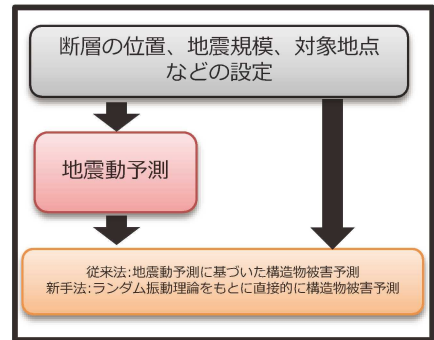 断層の位置、地震規模、対象地点
などの設定
地震動予測
従来法:地震動予測に基づいた構造物被害予測
新手法:ランダム振動理論をもとに直接的に構造物被害予測